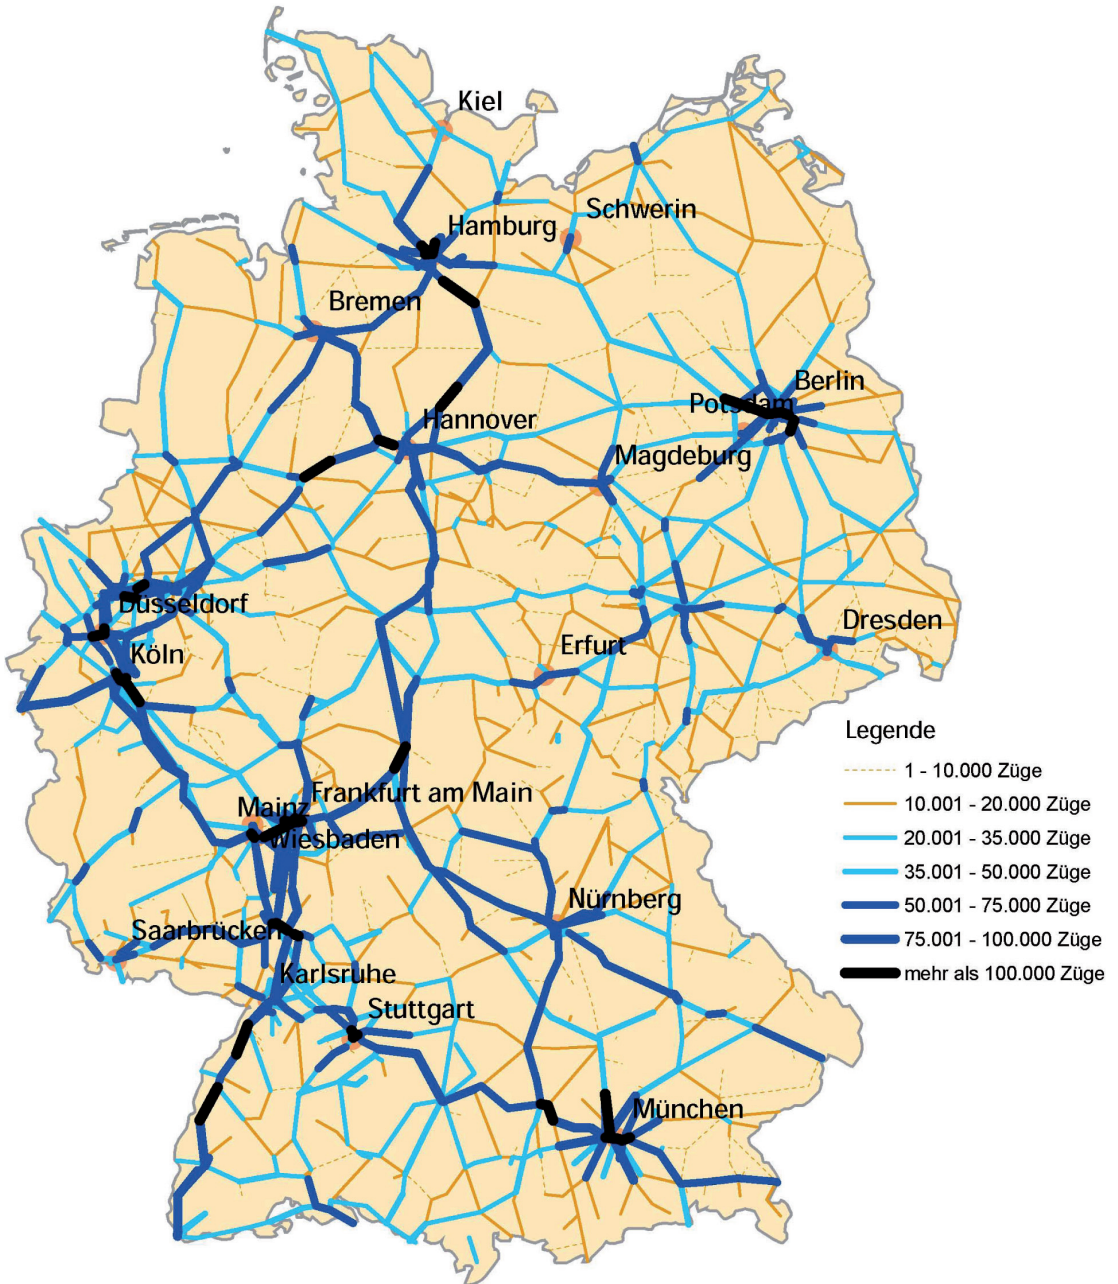 Kiel
Schwerin
Hamburg
Bremen
Berlin
Potsdam
Hannover
Magdeburg
Düsseldorf
Dresden
Erfurt
Köln
Legende
1 - 10.000 Züge
10.001 - 20.000 Züge
20.001 - 35.000 Züge
35.001 - 50.000 Züge
50.001 - 75.000 Züge
75.001 - 100.000 Züge
mehr als 100.000 Züge
Frankfurt am Main
Mainz
Wiesbaden
Nürnberg
Saarbrücken
Karlsruhe
Stuttgart
München